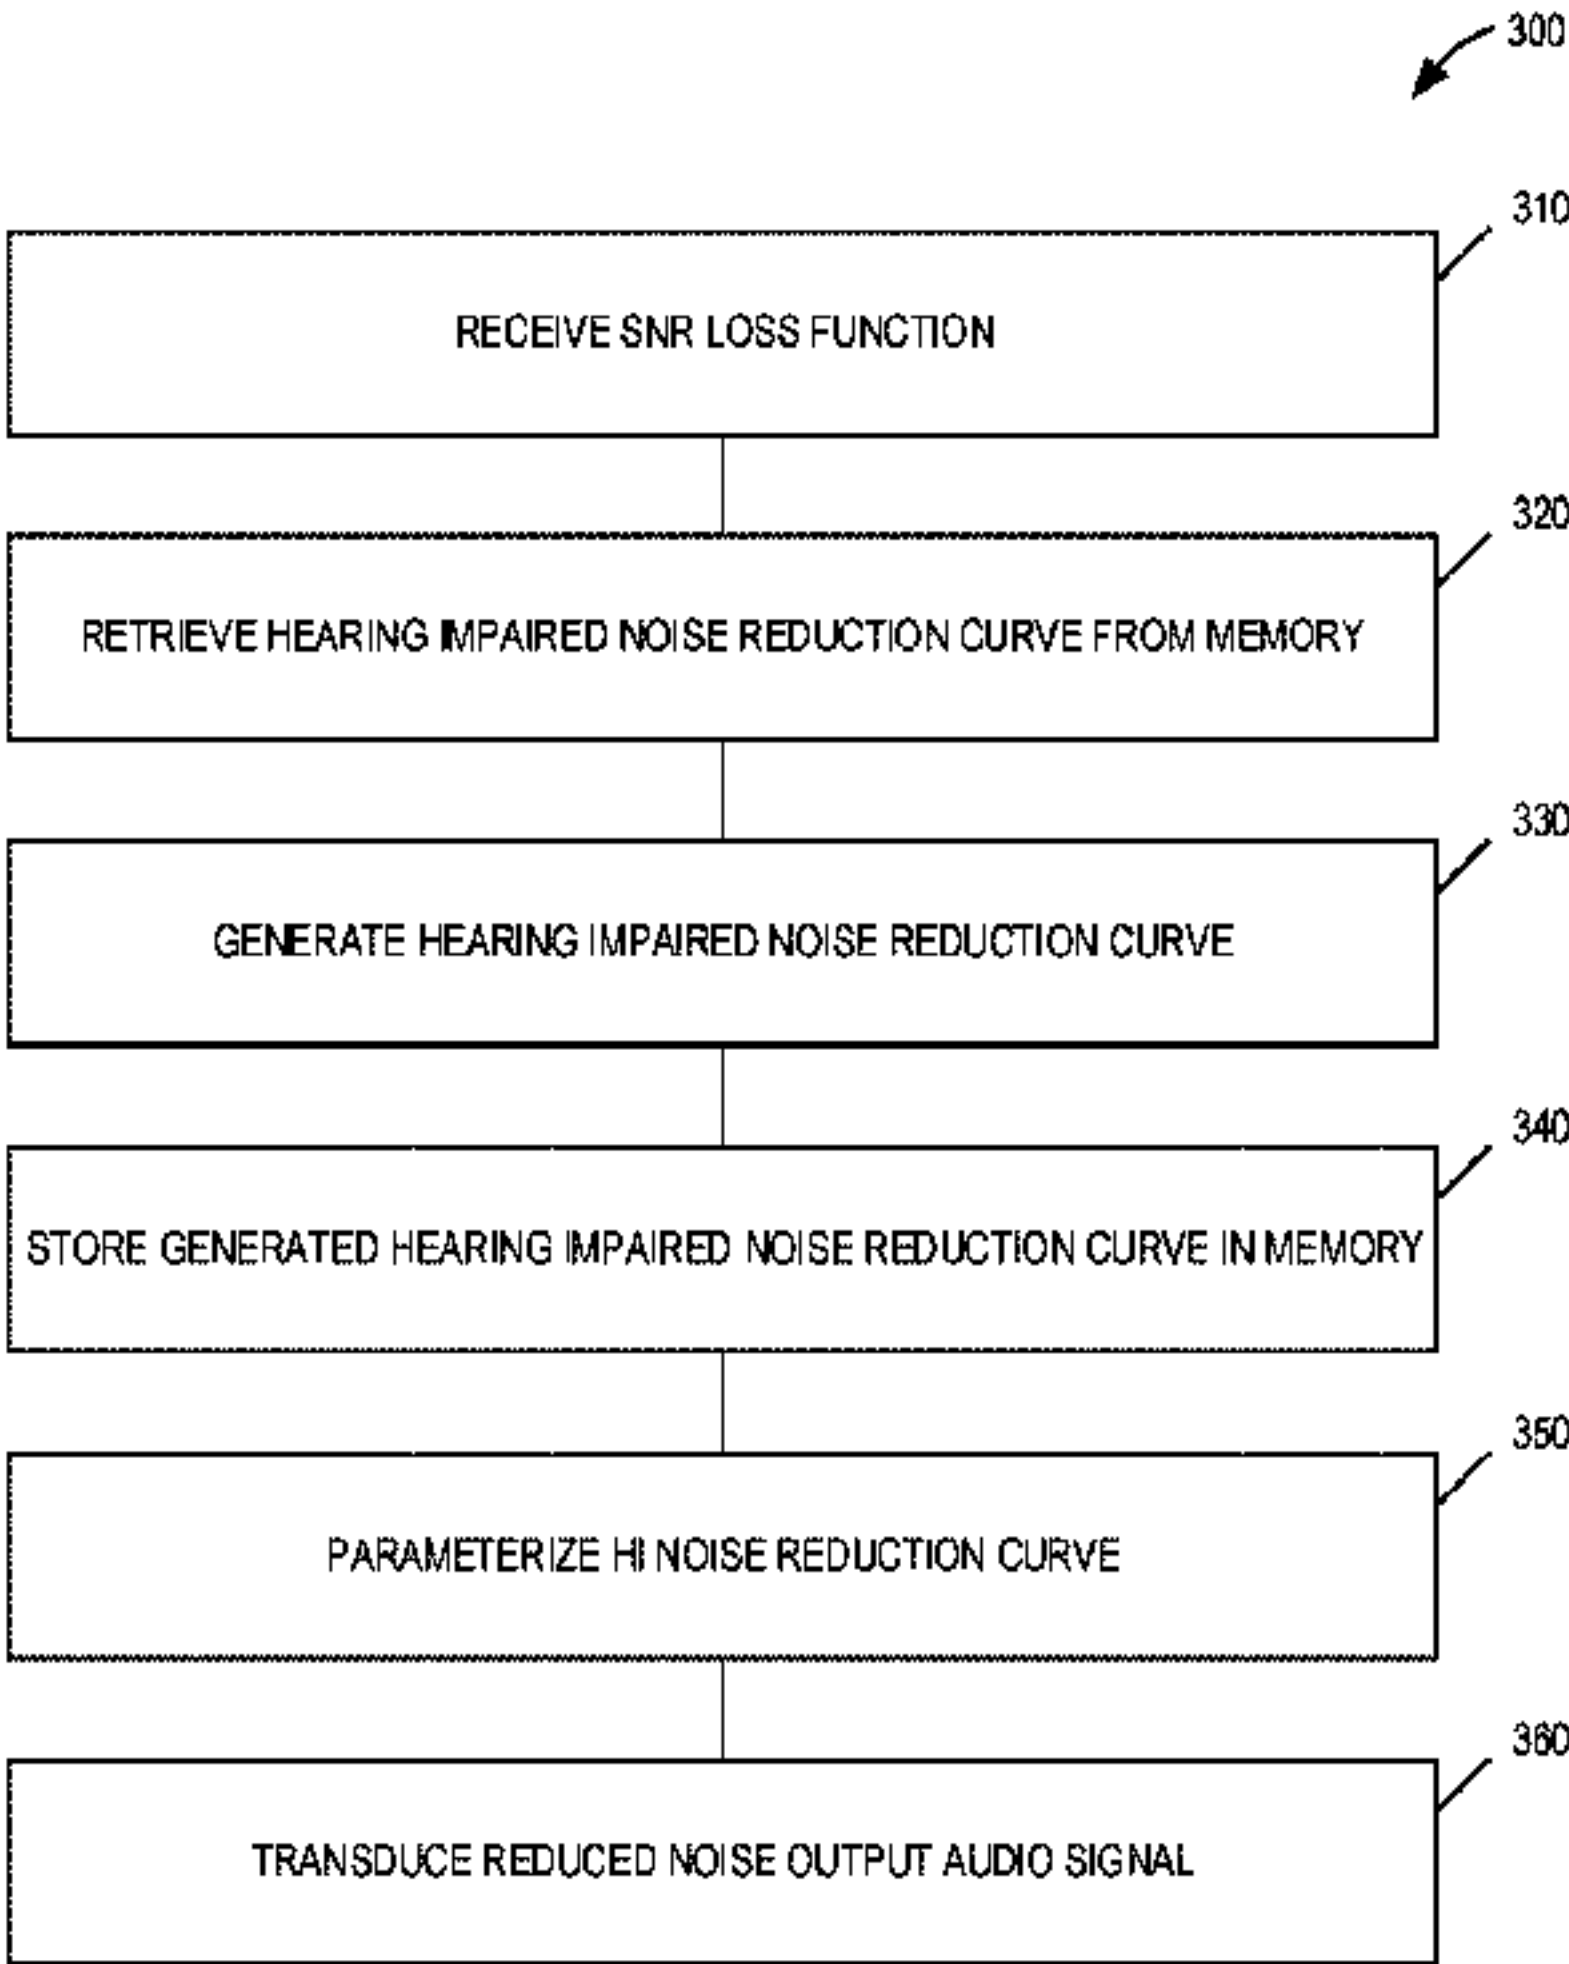 300
310
RECEIVE SNR LOSS FUNCTION
320
RETRIEVE HEARING IMPAIRED NOISE REDUCTION CURVE FROM MEMORY
330
GENERATE HEARING IMPAIRED NOISE REDUCTION CURVE
340
STORE GENERATED HEARING IMPAIRED NOISE REDUCTION CURVE IN MEMORY
350
PARAMETERIZE HI NOISE REDUCTION CURVE
360
TRANSDUCE REDUCED NOISE OUTPUT AUDIO SIGNAL